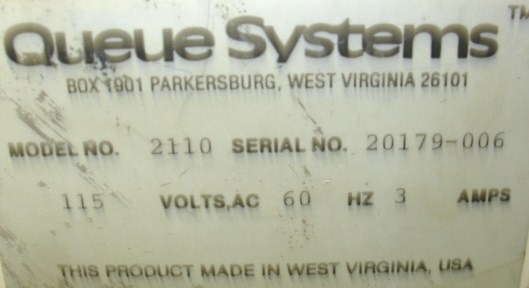 Queue Systems™
BOX 1901 PARKERSBURG, WEST VIRGINIA 26101
MODEL NO. 2110 SERIAL NO. 20179-006
115 VOLTS,AC 60 HZ 3 AMPS
THIS PRODUCT MADE IN WEST VIRGINIA, USA